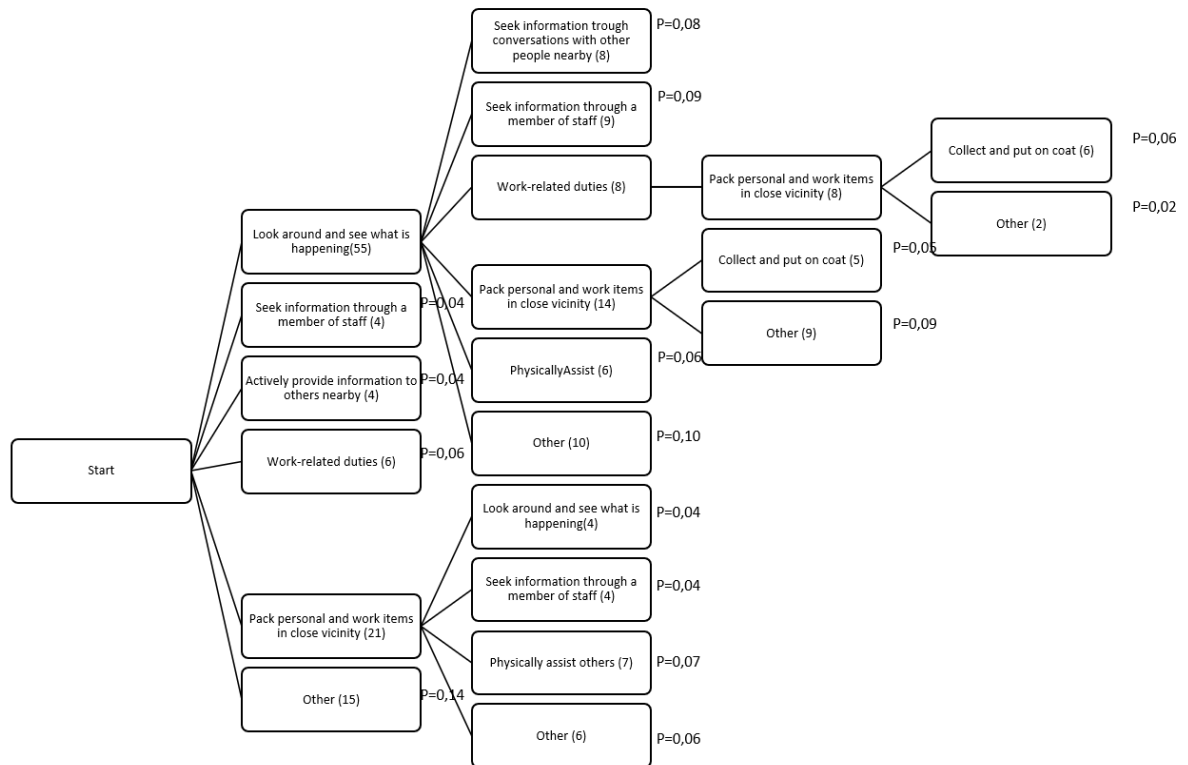 Start
Look around and see what is
happening(55)
Seek information through a
member of staff (4)
P=0,04
Actively provide information to
others nearby (4)
P=0,04
Work-related duties (6)
P=0,06
Pack personal and work items
in close vicinity (21)
Other (15)
P=0,14
Seek information trough
conversations with other
people nearby (8)
P=0,08
Seek information through a
member of staff (9)
P=0,09
Work-related duties (8)
Pack personal and work items
in close vicinity (14)
PhysicallyAssist (6)
P=0,06
Other (10)
P=0,10
Look around and see what is
happening(4)
P=0,04
Seek information through a
member of staff (4)
P=0,04
Physically assist others (7)
P=0,07
Other (6)
P=0,06
Pack personal and work items
in close vicinity (8)
Collect and put on coat (5)
P=0,05
Other (9)
P=0,09
Collect and put on coat (6)
P=0,06
Other (2)
P=0,02